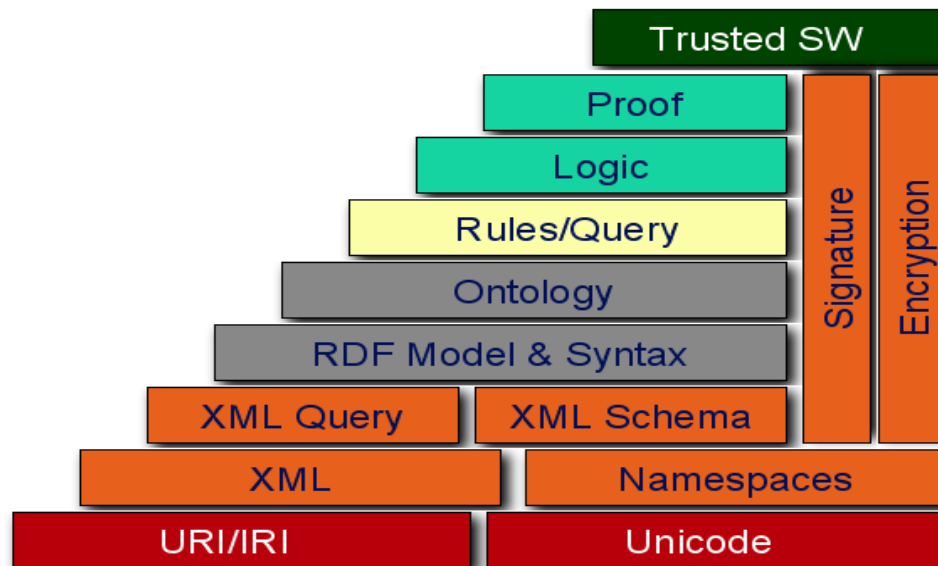 Trusted SW
Proof
Logic
Rules/Query
Ontology
RDF Model & Syntax
XML Query
XML Schema
Signature
Encryption
XML
Namespaces
URI/IRI
Unicode